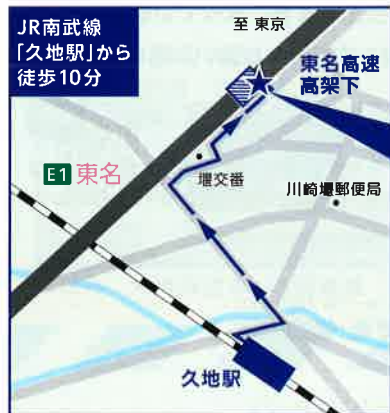 JR南武線
「久地駅」から
徒歩10分
至 東京
東名高速
高架下
E1 東名
堰交番
川崎堰郵便局
久地駅